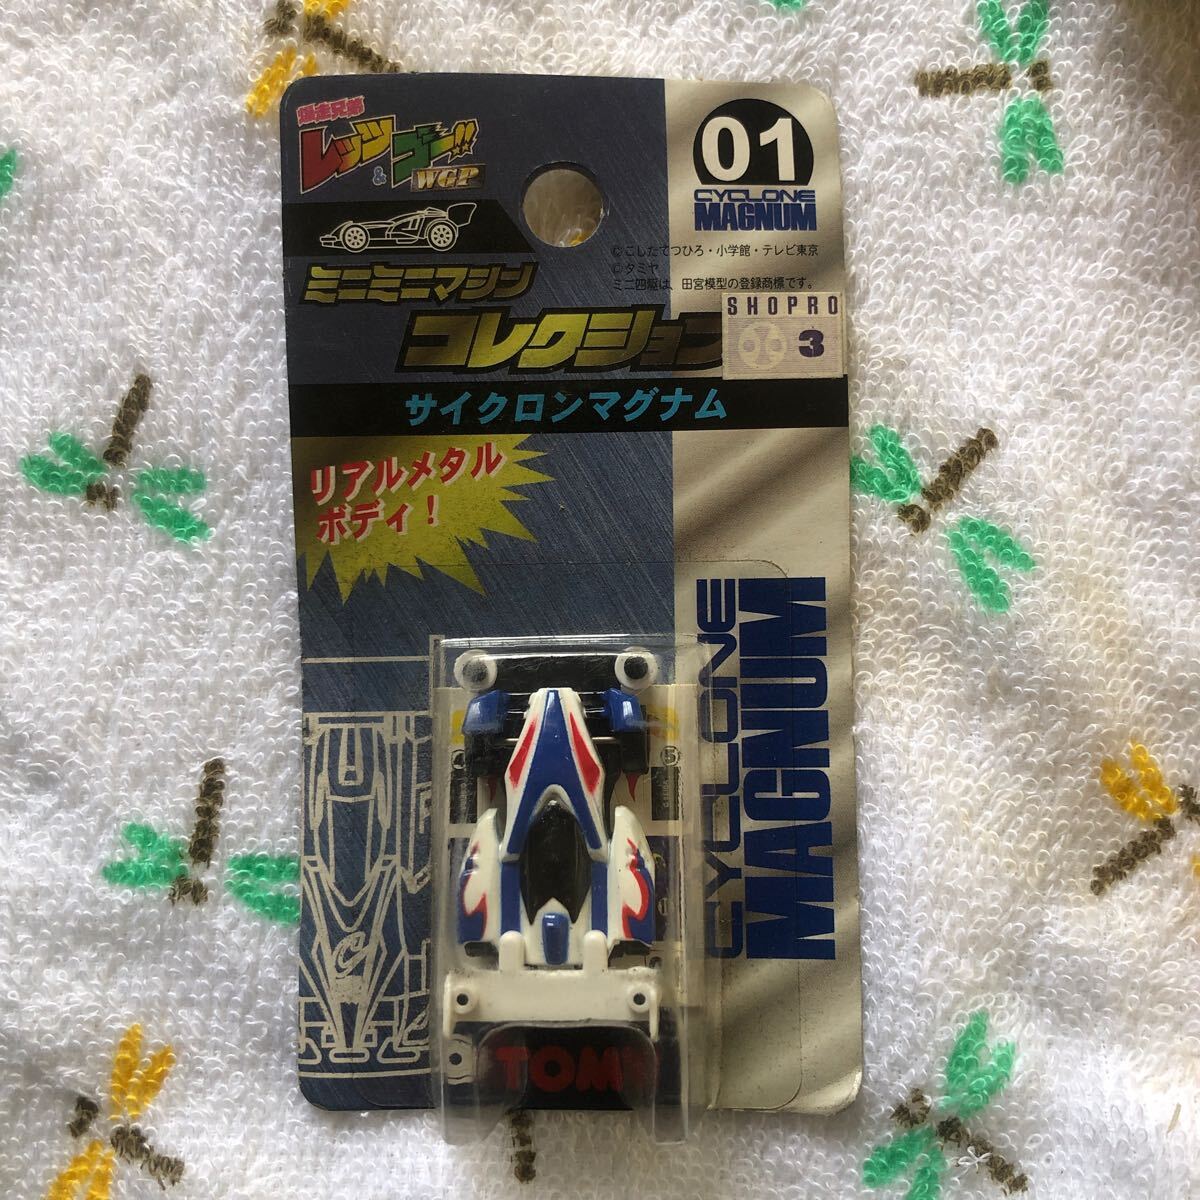 爆走兄弟
レッツ
&
ゴー!!
WGP
01
CYCLONE
MAGNUM
©こしたてつひろ・小学館・テレビ東京
©タミヤ
ミニ四駆は、田宮模型の登録商標です。
ミニミニマシン
コレクション
SHOPRO
3
サイクロンマグナム
リアルメタル
ボディ!
CYCLONE
MAGNUM
⑤
TOMY